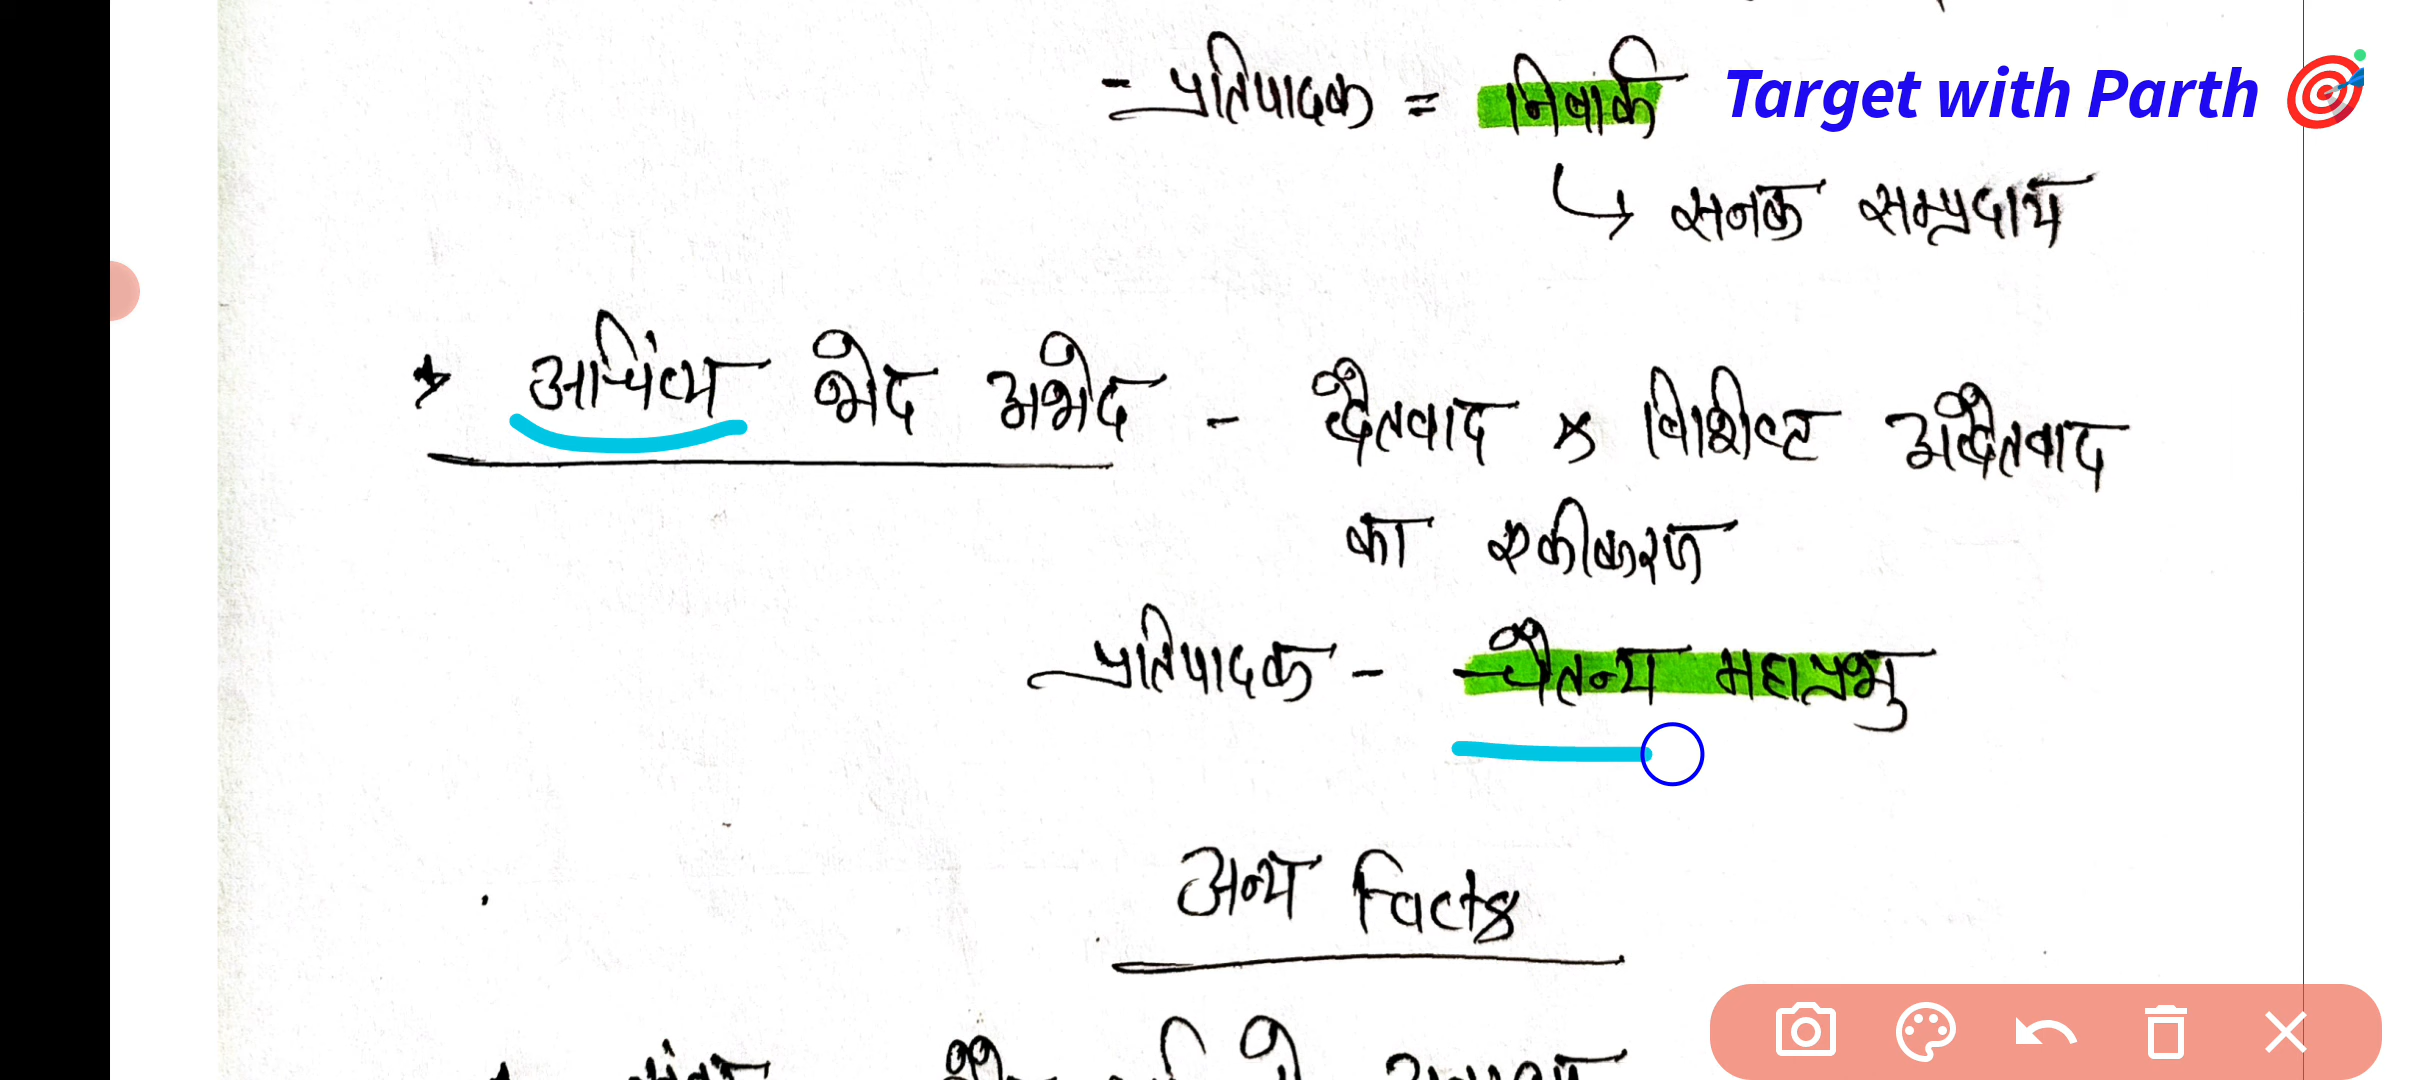 - प्रतिपादक = निंबार्क
Target with Parth
↳ सनक सम्प्रदाय
* अचिंत्य भेद अभेद - द्वैतवाद × विशिष्ट अद्वैतवाद
का एकीकरण
प्रतिपादक - चैतन्य महाप्रभु
अन्य Facts